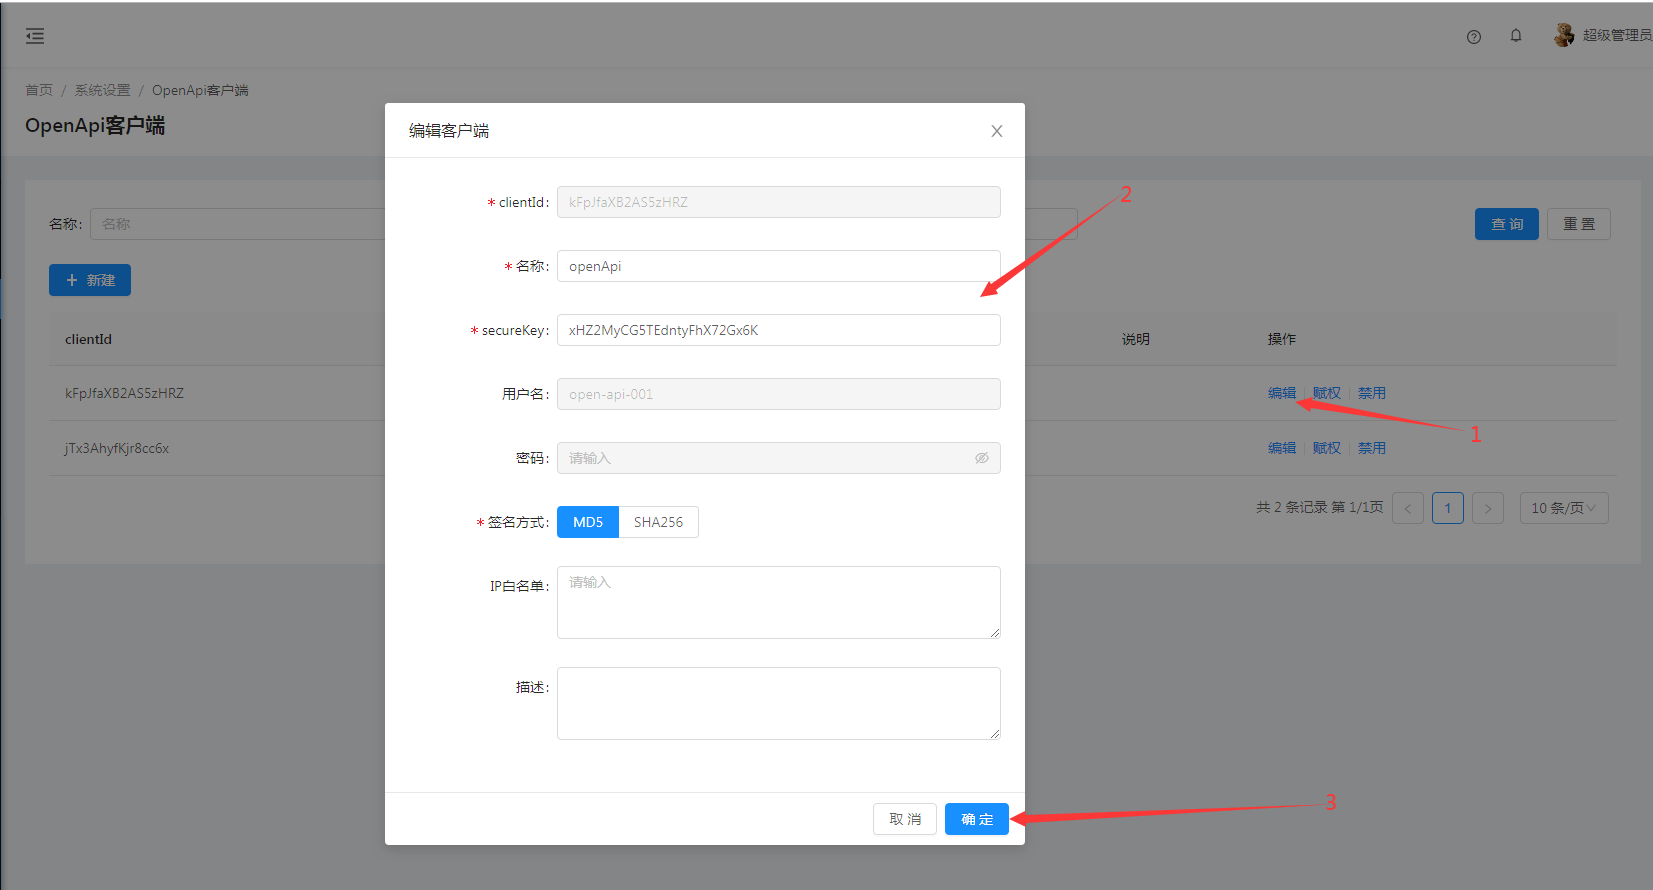 超级管理员
首页 / 系统设置 / OpenApi客户端
OpenApi客户端
编辑客户端
* clientId: kFpJfaXB2AS5zHRZ
2
名称: 名称
查 询 重 置
* 名称: openApi
+ 新建
* secureKey: xHZ2MyCG5TEdntyFhX72Gx6K
clientId 说明 操作
kFpJfaXB2AS5zHRZ 编辑 赋权 禁用
用户名: open-api-001
1
jTx3AhyfKjr8cc6x 编辑 赋权 禁用
密码: 请输入
共 2 条记录 第 1/1页 < 1 > 10 条/页
* 签名方式: MD5 SHA256
IP白名单: 请输入
描述:
3
取 消 确 定